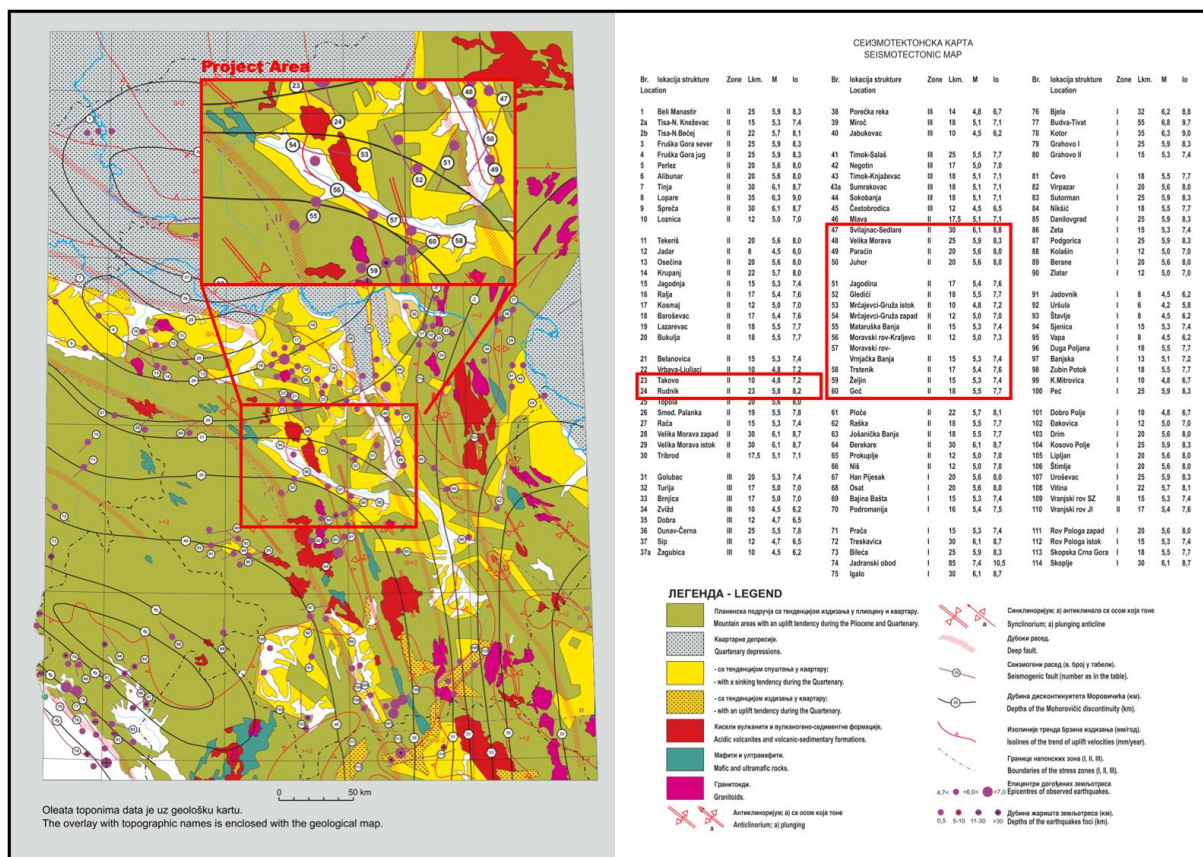 Project Area
Oleata toponima data je uz geološku kartu.
The overlay with topographic names is enclosed with the geological map.
0 50 km
СЕИЗМОТЕКТОНСКА КАРТА
SEISMOTECTONIC MAP
Br. lokacija strukture Zone Lkm. M Io
Location
1 Beli Manastir II 25 5,9 8,3
2a Tisa-N. Kneževac II 15 5,3 7,4
2b Tisa-N.Bečej II 22 5,7 8,1
3 Fruška Gora sever II 25 5,9 8,3
4 Fruška Gora jug II 25 5,9 8,3
5 Perlez II 20 5,6 8,0
6 Alibunar II 20 5,6 8,0
7 Tinja II 30 6,1 8,7
8 Lopare II 35 6,3 9,0
9 Spreča II 30 6,1 8,7
10 Loznica II 12 5,0 7,0
11 Tekeriš II 20 5,6 8,0
12 Jadar II 8 4,5 6,0
13 Osečina II 20 5,6 8,0
14 Krupanj II 22 5,7 8,0
15 Jagodnja II 15 5,3 7,4
16 Ralja II 17 5,4 7,6
17 Kosmaj II 12 5,0 7,0
18 Baroševac II 17 5,4 7,6
19 Lazarevac II 18 5,5 7,7
20 Bukulja II 18 5,5 7,7
21 Belanovica II 15 5,3 7,4
22 Vrbava-Ljuljaci II 10 4,8 7,2
23 Takovo II 10 4,8 7,2
24 Rudnik II 23 5,8 8,2
25 Topola II 20 5,6 8,0
26 Smed. Palanka II 19 5,5 7,8
27 Rača II 15 5,3 7,4
28 Velika Morava zapad II 30 6,1 8,7
29 Velika Morava istok II 30 6,1 8,7
30 Tribrod II 17,5 5,1 7,1
31 Golubac III 20 5,3 7,4
32 Turija III 17 5,0 7,0
33 Brnjica III 17 5,0 7,0
34 Zvižd III 10 4,5 6,2
35 Dobra III 12 4,7 6,5
36 Dunav-Černa III 25 5,5 7,8
37 Sip III 12 4,7 6,5
37a Žagubica III 10 4,5 6,2
Br. lokacija strukture Zone Lkm. M Io
Location
38 Porečka reka III 14 4,8 6,7
39 Miroč III 18 5,1 7,1
40 Jabukovac III 10 4,5 6,2
41 Timok-Salaš III 25 5,5 7,7
42 Negotin III 17 5,0 7,0
43 Timok-Knjaževac III 18 5,1 7,1
43a Sumrakovac III 18 5,1 7,1
44 Sokobanja III 18 5,1 7,1
45 Čestobrodica III 12 4,5 6,5
46 Mlava II 17,5 5,1 7,1
47 Svilajnac-Sedlare II 30 6,1 8,8
48 Velika Morava II 25 5,9 8,3
49 Paraćin II 20 5,6 8,0
50 Juhor II 20 5,6 8,0
51 Jagodina II 17 5,4 7,6
52 Gledići II 18 5,5 7,7
53 Mrčajevci-Gruža istok II 10 4,8 7,2
54 Mrčajevci-Gruža zapad II 12 5,0 7,0
55 Mataruška Banja II 15 5,3 7,4
56 Moravski rov-Kraljevo II 12 5,0 7,3
57 Moravski rov-
Vrnjačka Banja II 15 5,3 7,4
58 Trstenik II 17 5,4 7,6
59 Željin II 15 5,3 7,4
60 Goč II 18 5,5 7,7
61 Ploče II 22 5,7 8,1
62 Raška II 18 5,5 7,7
63 Jošanička Banja II 18 5,5 7,7
64 Đerekare II 30 6,1 8,7
65 Prokuplje II 12 5,0 7,0
66 Niš II 12 5,0 7,0
67 Han Pijesak I 20 5,6 8,0
68 Osat I 20 5,6 8,0
69 Bajina Bašta I 15 5,3 7,4
70 Podromanija I 16 5,4 7,5
71 Prača I 15 5,3 7,4
72 Treskavica I 30 6,1 8,7
73 Bileća I 25 5,9 8,3
74 Jadranski obod I 85 7,4 10,5
75 Igalo I 30 6,1 8,7
Br. lokacija strukture Zone Lkm. M Io
Location
76 Bjela I 32 6,2 8,8
77 Budva-Tivat I 55 6,8 9,7
78 Kotor I 35 6,3 9,0
79 Grahovo I I 25 5,9 8,3
80 Grahovo II I 15 5,3 7,4
81 Čevo I 18 5,5 7,7
82 Virpazar I 20 5,6 8,0
83 Sutorman I 25 5,9 8,3
84 Nikšić I 18 5,5 7,7
85 Danilovgrad I 25 5,9 8,3
86 Zeta I 15 5,3 7,4
87 Podgorica I 25 5,9 8,3
88 Kolašin I 12 5,0 7,0
89 Berane I 20 5,6 8,0
90 Zlatar I 12 5,0 7,0
91 Jadovnik I 8 4,5 6,2
92 Uršula I 6 4,2 5,8
93 Štavlje I 8 4,5 6,2
94 Sjenica I 15 5,3 7,4
95 Vapa I 8 4,5 6,2
96 Duga Poljana I 18 5,5 7,7
97 Banjska I 13 5,1 7,2
98 Zubin Potok I 18 5,5 7,7
99 K.Mitrovica I 10 4,8 6,7
100 Peć I 25 5,9 8,3
101 Dobro Polje I 10 4,8 6,7
102 Đakovica I 12 5,0 7,0
103 Drim I 20 5,6 8,0
104 Kosovo Polje I 25 5,9 8,3
105 Lipljan I 20 5,6 8,0
106 Štimlje I 20 5,6 8,0
107 Uroševac I 25 5,9 8,3
108 Vitina I 22 5,7 8,1
109 Vranjski rov SZ II 15 5,3 7,4
110 Vranjski rov JI II 17 5,4 7,6
111 Rov Pologa zapad I 20 5,6 8,0
112 Rov Pologa istok I 15 5,3 7,4
113 Skopska Crna Gora I 18 5,5 7,7
114 Skoplje I 30 6,1 8,7
ЛЕГЕНДА - LEGEND
Планинска подручја са тенденцијом издизања у плиоцену и квартару.
Mountain areas with an uplift tendency during the Pliocene and Quaternary.
Квартарне депресије.
Quatenary depressions.
- са тенденцијом спуштања у квартару;
- with a sinking tendency during the Quartenary.
- са тенденцијом издизања у квартару;
- with an uplift tendency during the Quartenary.
Кисели вулканити и вулканогено-седиментне формације,
Acidic volcanites and volcanic-sedimentary formations.
Мафити и ултрамафити.
Mafic and ultramafic rocks.
Гранитоиди.
Granitoids.
Антиклинориjум; а) са осом која тоне
Anticlinorium; a) plunging
a
Синклинориjум; а) антиклинала са осом која тоне
Synclinorium; a) plunging anticline
a
Дубоки расед.
Deep fault.
Сеизмогени расед (в. број у табели).
Seismogenic fault (number as in the table).
Дубина дисконтинуитета Моровичића (км).
Depths of the Mohorovičić discontinuity (km).
Изолиније тренда брзина издизања (мм/год).
Isolines of the trend of uplift velocities (mm/year).
Границе напонских зона (I, II, III).
Boundaries of the stress zones (I, II, III).
Епицентри догођених земљотреса
4,7< <6,0< <7,0 Epicentres of observed earthquakes.
Дубина жаришта земљотреса (км).
0,5 5-10 11-30 >30 Depths of the earthquakes foci (km).